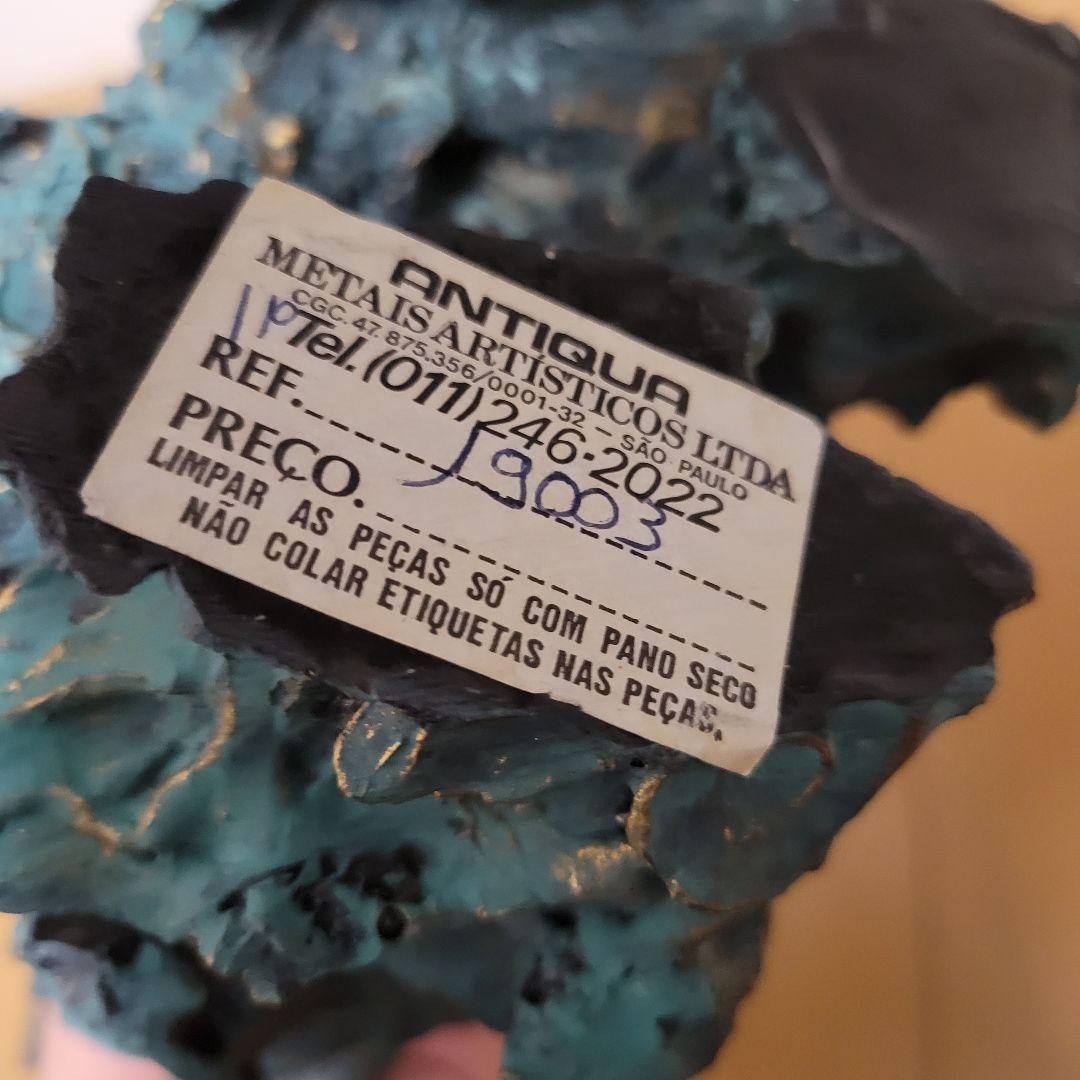 ANTIQUA
METAIS ARTÍSTICOS LTDA
CGC. 47.875.356/0001-32 – SÃO PAULO
Tel. (011) 246-2022
REF. J9003
PREÇO.
LIMPAR AS PEÇAS SÓ COM PANO SECO
NÃO COLAR ETIQUETAS NAS PEÇAS.